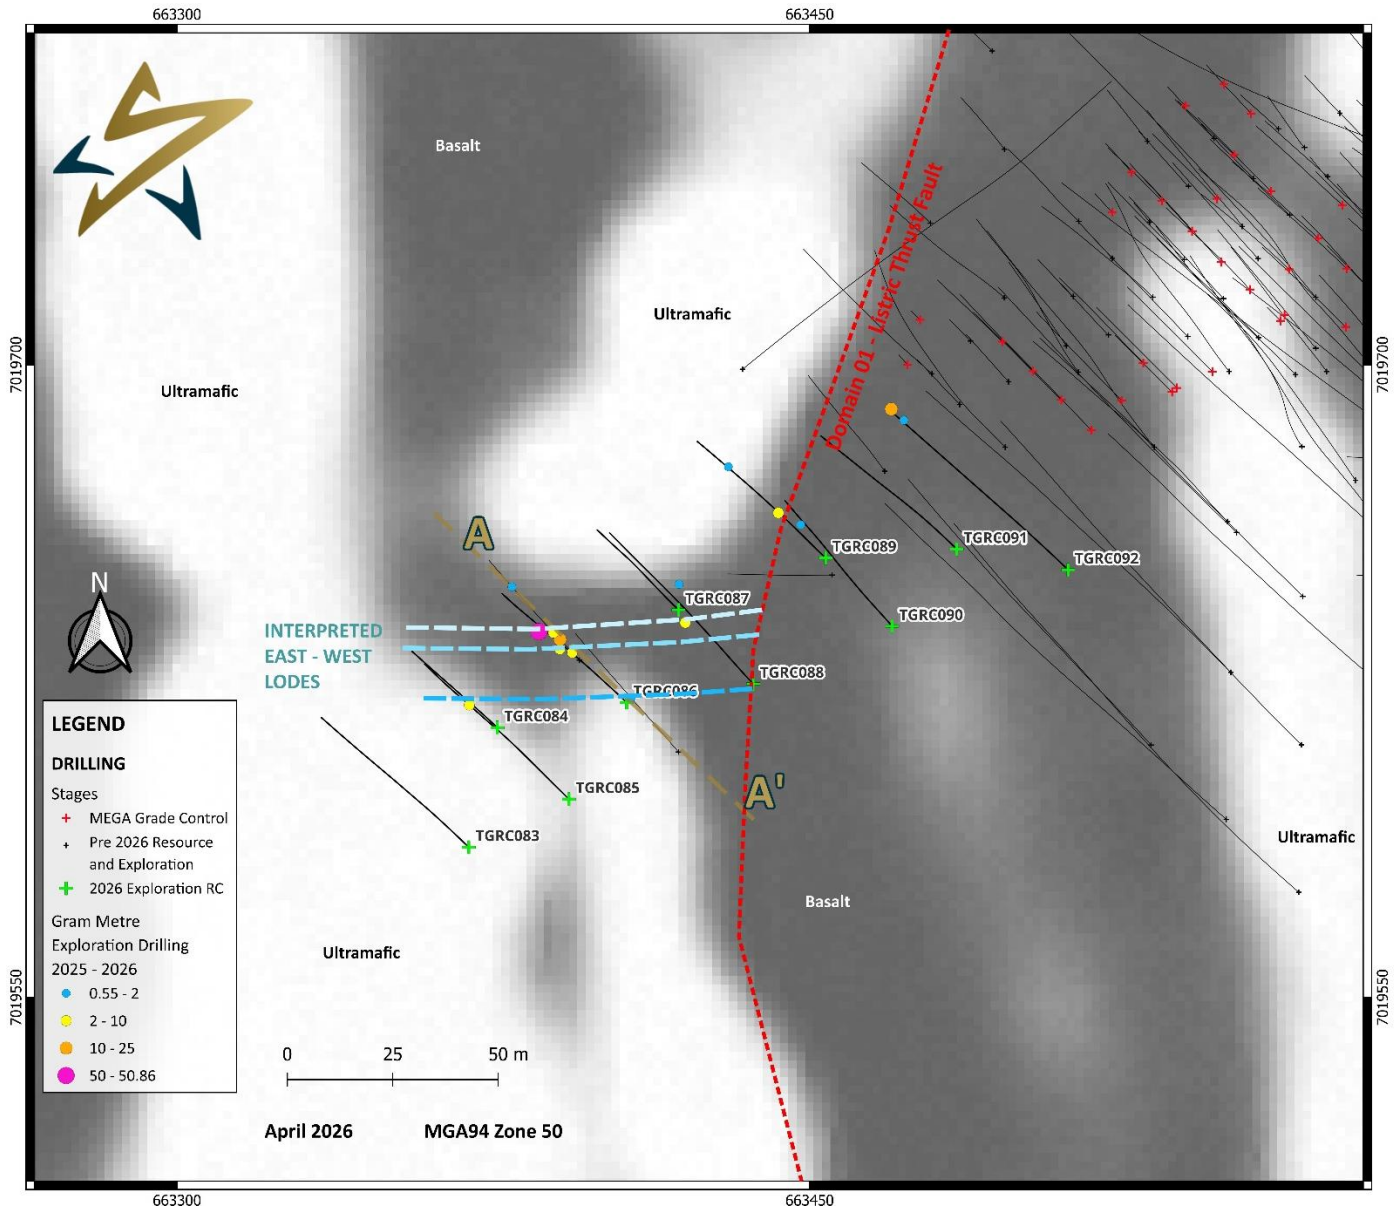 663300
663450
Basalt
Domain 01 - Listric Thrust Fault
Ultramafic
7019700
7019700
Ultramafic
A
TGRC089
TGRC091
TGRC092
N
TGRC087
TGRC090
INTERPRETED
EAST - WEST
LODES
TGRC088
TGRC086
TGRC084
TGRC085
A'
TGRC083
Ultramafic
Basalt
Ultramafic
LEGEND
DRILLING
Stages
MEGA Grade Control
Pre 2026 Resource
and Exploration
2026 Exploration RC
Gram Metre
Exploration Drilling
2025 - 2026
0.55 - 2
2 - 10
10 - 25
50 - 50.86
7019550
7019550
0 25 50 m
April 2026 MGA94 Zone 50
663300
663450